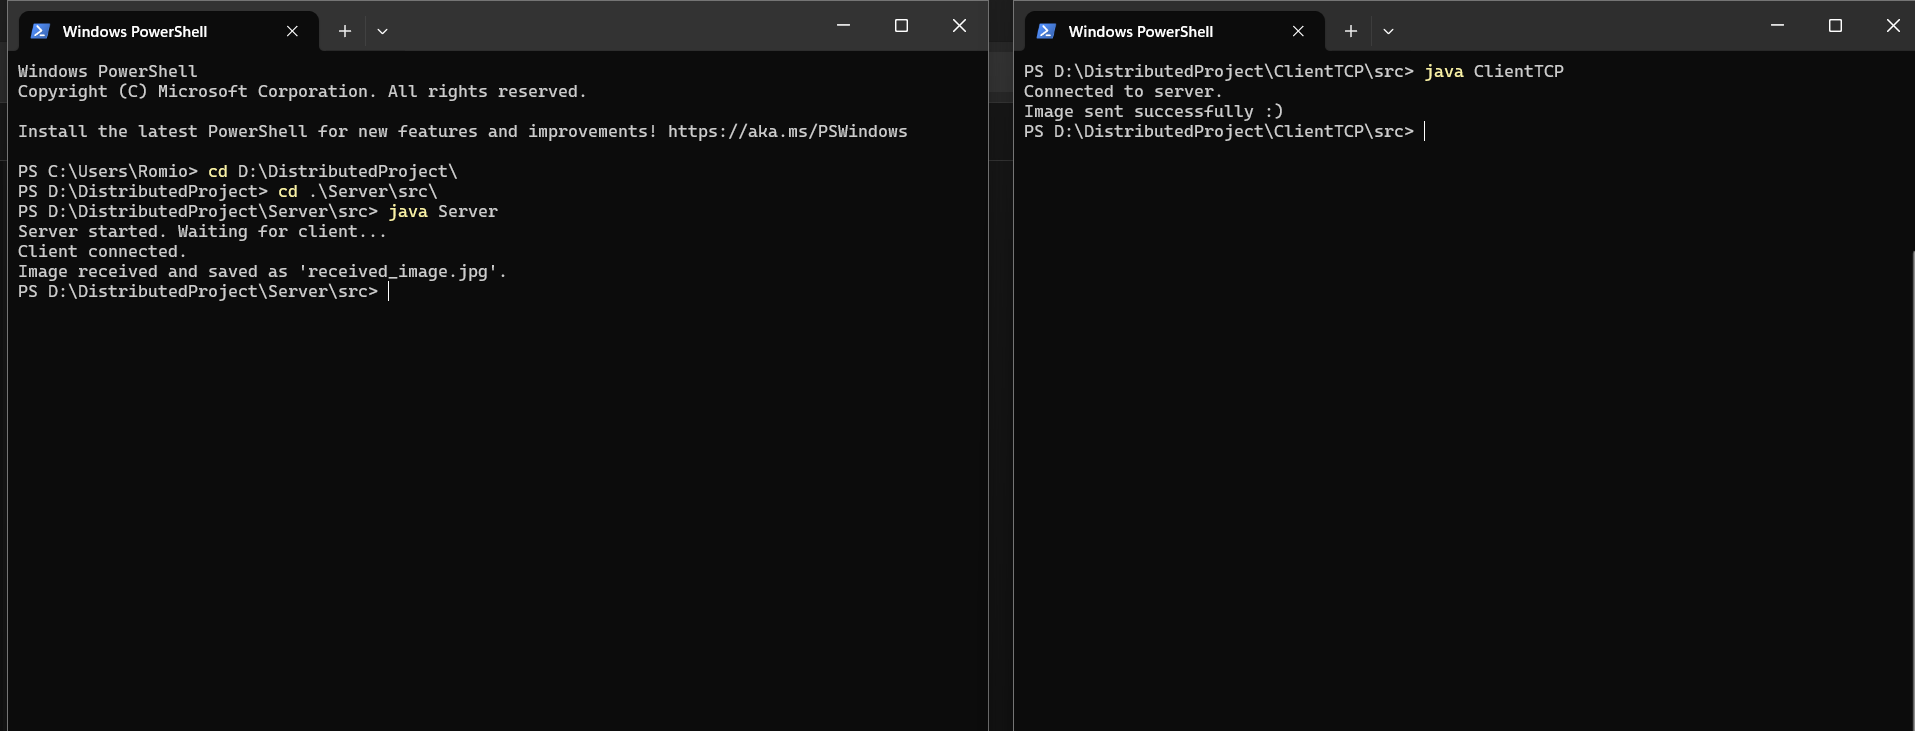 Windows PowerShell
Windows PowerShell
Copyright (C) Microsoft Corporation. All rights reserved.
Install the latest PowerShell for new features and improvements! https://aka.ms/PSWindows
PS C:\Users\Romio> cd D:\DistributedProject\
PS D:\DistributedProject> cd .\Server\src\
PS D:\DistributedProject\Server\src> java Server
Server started. Waiting for client...
Client connected.
Image received and saved as 'received_image.jpg'.
PS D:\DistributedProject\Server\src>
Windows PowerShell
PS D:\DistributedProject\ClientTCP\src> java ClientTCP
Connected to server.
Image sent successfully :)
PS D:\DistributedProject\ClientTCP\src>